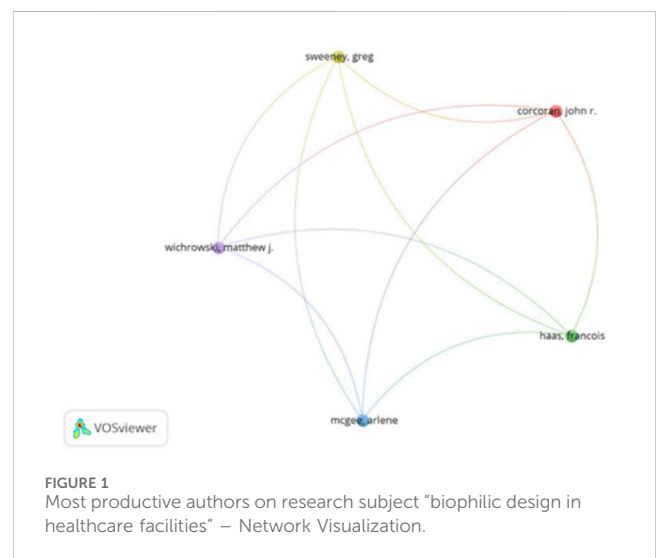 sweeney, greg
corcoran, john r.
wichrowski, matthew j.
haas, francois
mcgee, arlene
VOSviewer
FIGURE 1
Most productive authors on research subject “biophilic design in
healthcare facilities” – Network Visualization.